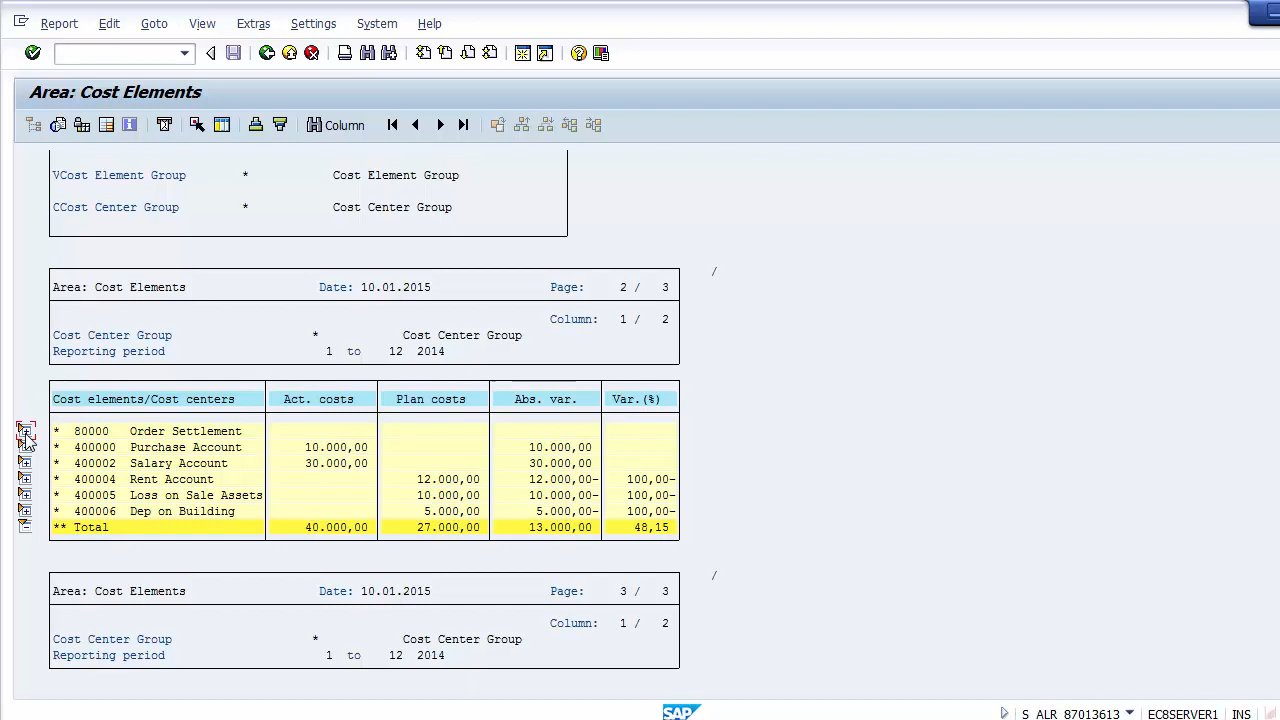 Report Edit Goto View Extras Settings System Help
Area: Cost Elements
Column
VCost Element Group * Cost Element Group
CCost Center Group * Cost Center Group
/
Area: Cost Elements Date: 10.01.2015 Page: 2 / 3
Column: 1 / 2
Cost Center Group * Cost Center Group
Reporting period 1 to 12 2014
Cost elements/Cost centers Act. costs Plan costs Abs. var. Var.(%)
* 80000 Order Settlement
* 400000 Purchase Account 10.000,00 10.000,00
* 400002 Salary Account 30.000,00 30.000,00
* 400004 Rent Account 12.000,00 12.000,00- 100,00-
* 400005 Loss on Sale Assets 10.000,00 10.000,00- 100,00-
* 400006 Dep on Building 5.000,00 5.000,00- 100,00-
** Total 40.000,00 27.000,00 13.000,00 48,15
/
Area: Cost Elements Date: 10.01.2015 Page: 3 / 3
Column: 1 / 2
Cost Center Group * Cost Center Group
Reporting period 1 to 12 2014
SAP S_ALR_87013613 EC8SERVER1 INS